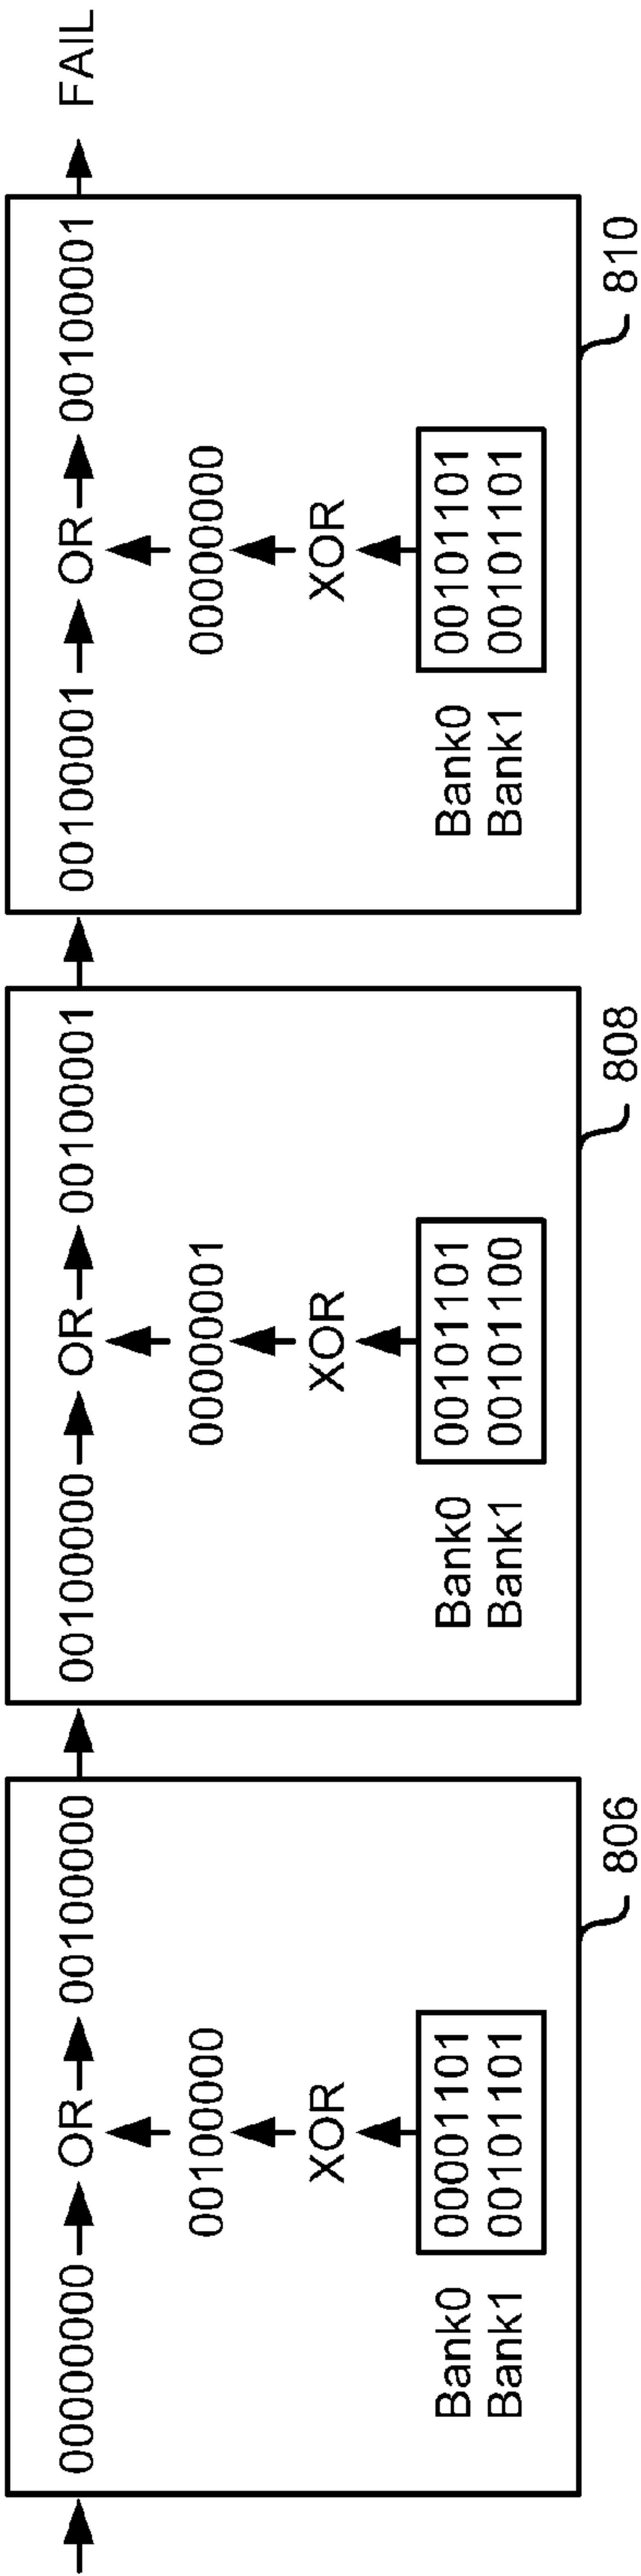 00000000 OR 00100000
00100000
XOR
Bank0 00001101
Bank1 00101101
806
00100000 OR 00100001
00000001
XOR
Bank0 00101101
Bank1 00101100
808
00100001 OR 00100001
00000000
XOR
Bank0 00101101
Bank1 00101101
810
FAIL